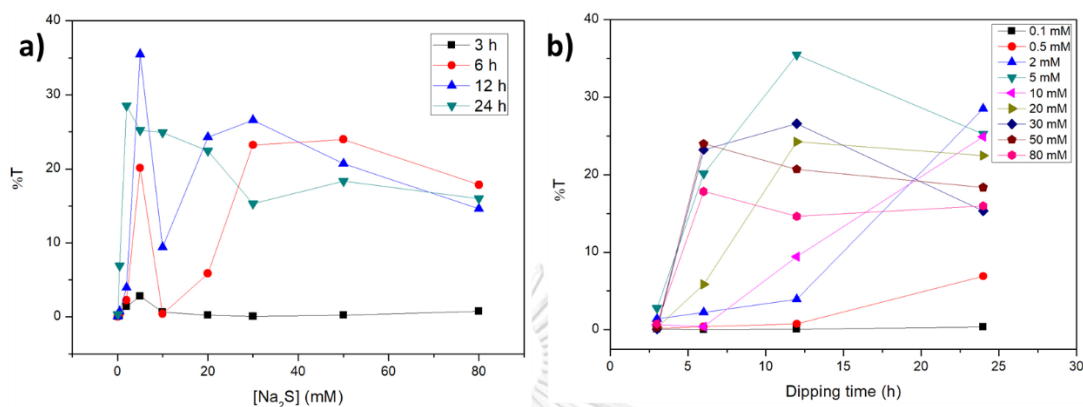 a)
%T
40
30
20
10
0
0
20
40
60
80
[Na₂S] (mM)
3 h
6 h
12 h
24 h
b)
%T
40
30
20
10
0
0
5
10
15
20
25
30
Dipping time (h)
0.1 mM
0.5 mM
2 mM
5 mM
10 mM
20 mM
30 mM
50 mM
80 mM